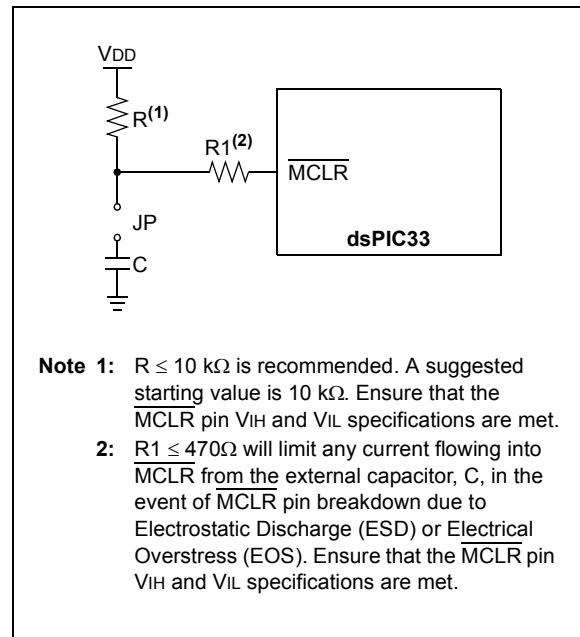 VDD
R(1)
R1(2)
MCLR
JP
dsPIC33
C
Note 1: R ≤ 10 kΩ is recommended. A suggested
starting value is 10 kΩ. Ensure that the
MCLR pin VIH and VIL specifications are met.
2: R1 ≤ 470Ω will limit any current flowing into
MCLR from the external capacitor, C, in the
event of MCLR pin breakdown due to
Electrostatic Discharge (ESD) or Electrical
Overstress (EOS). Ensure that the MCLR pin
VIH and VIL specifications are met.